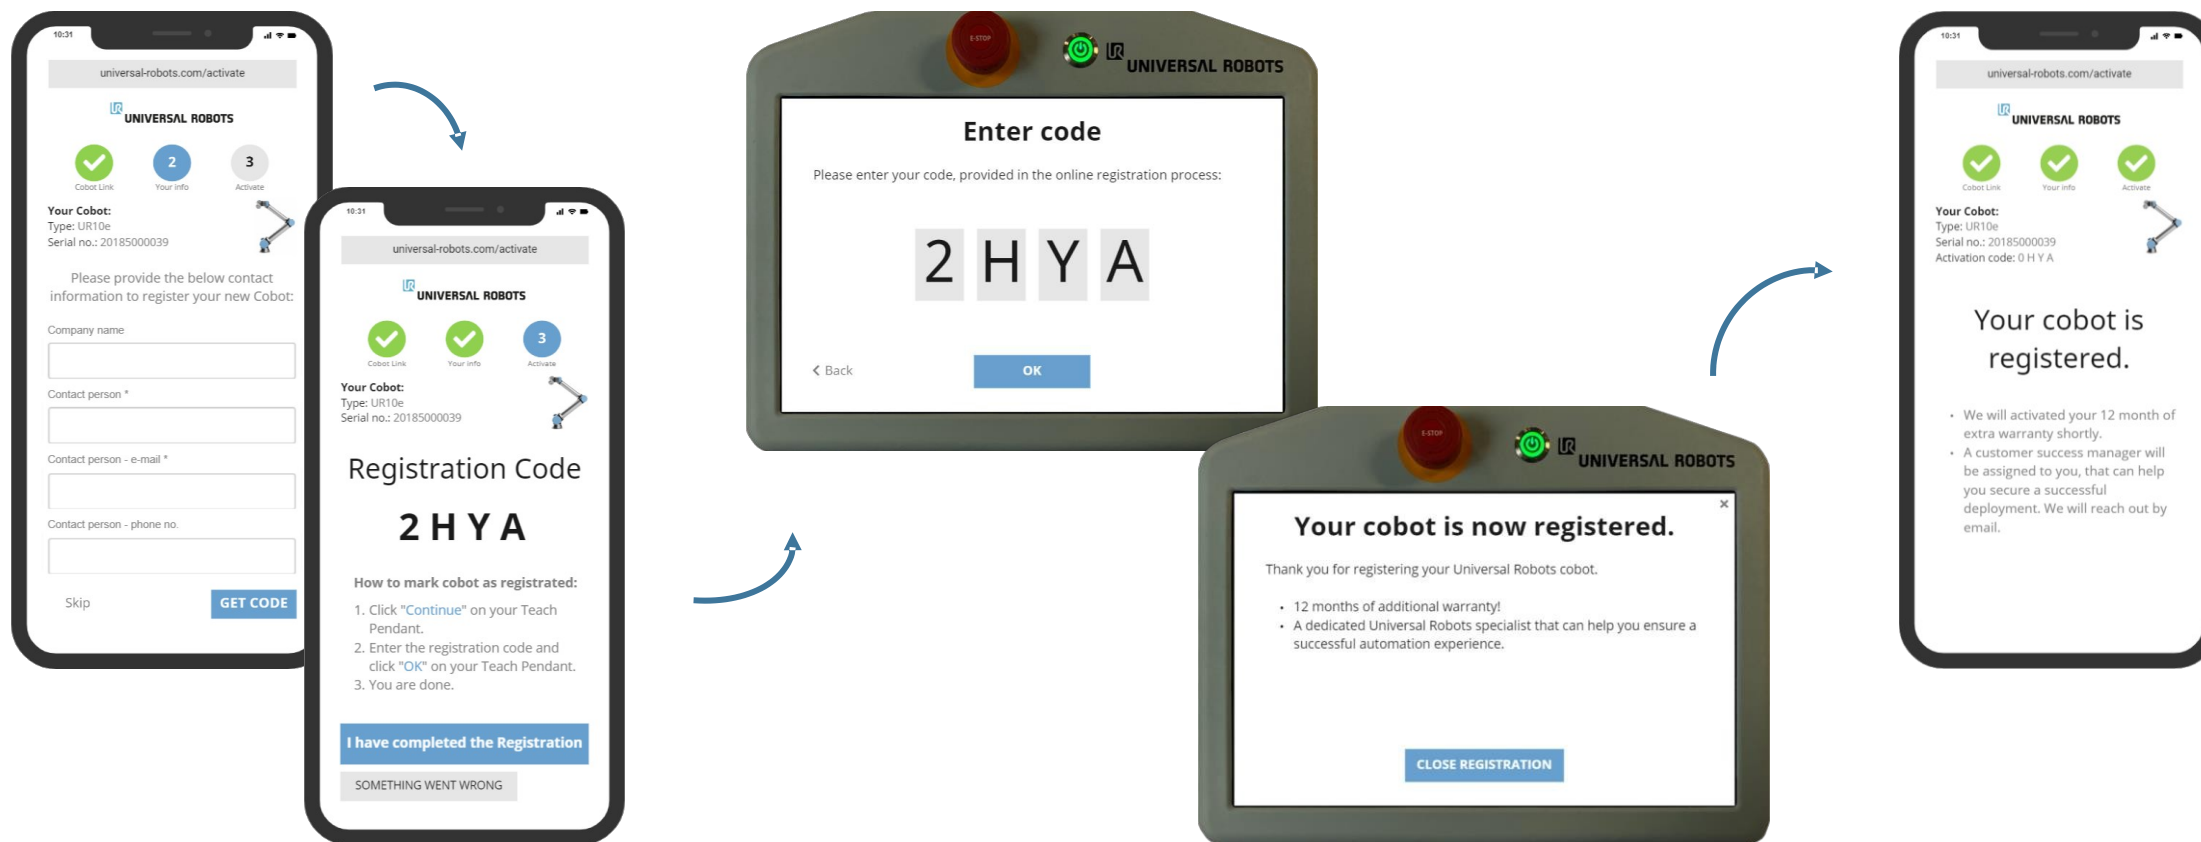 10:31
universal-robots.com/activate
UR
UNIVERSAL ROBOTS
2
3
Cobot Link
Your info
Activate
Your Cobot:
Type: UR10e
Serial no.: 20185000039
Please provide the below contact
information to register your new Cobot:
Company name
Contact person *
Contact person - e-mail *
Contact person - phone no.
Skip
GET CODE
10:31
universal-robots.com/activate
UR
UNIVERSAL ROBOTS
3
Cobot Link
Your info
Activate
Your Cobot:
Type: UR10e
Serial no.: 20185000039
Registration Code
2 H Y A
How to mark cobot as registrated:
1. Click "Continue" on your Teach
Pendant.
2. Enter the registration code and
click "OK" on your Teach Pendant.
3. You are done.
I have completed the Registration
SOMETHING WENT WRONG
E-STOP
UR
UNIVERSAL ROBOTS
Enter code
Please enter your code, provided in the online registration process:
2 H Y A
< Back
OK
E-STOP
UR
UNIVERSAL ROBOTS
×
Your cobot is now registered.
Thank you for registering your Universal Robots cobot.
• 12 months of additional warranty!
• A dedicated Universal Robots specialist that can help you ensure a
successful automation experience.
CLOSE REGISTRATION
10:31
universal-robots.com/activate
UR
UNIVERSAL ROBOTS
Cobot Link
Your info
Activate
Your Cobot:
Type: UR10e
Serial no.: 20185000039
Activation code: 0 H Y A
Your cobot is
registered.
• We will activated your 12 month of
extra warranty shortly.
• A customer success manager will
be assigned to you, that can help
you secure a successful
deployment. We will reach out by
email.